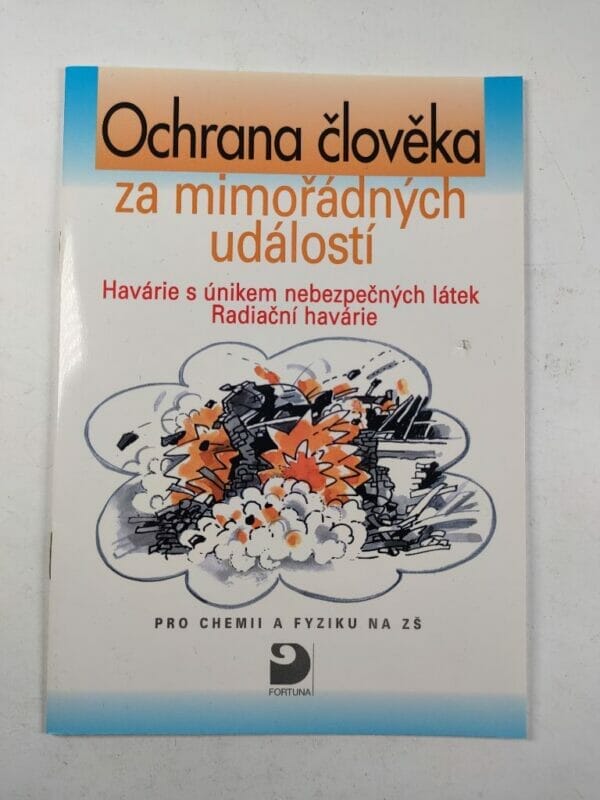 Ochrana člověka
za mimořádných
událostí
Havárie s únikem nebezpečných látek
Radiační havárie
PRO CHEMII A FYZIKU NA ZŠ
FORTUNA